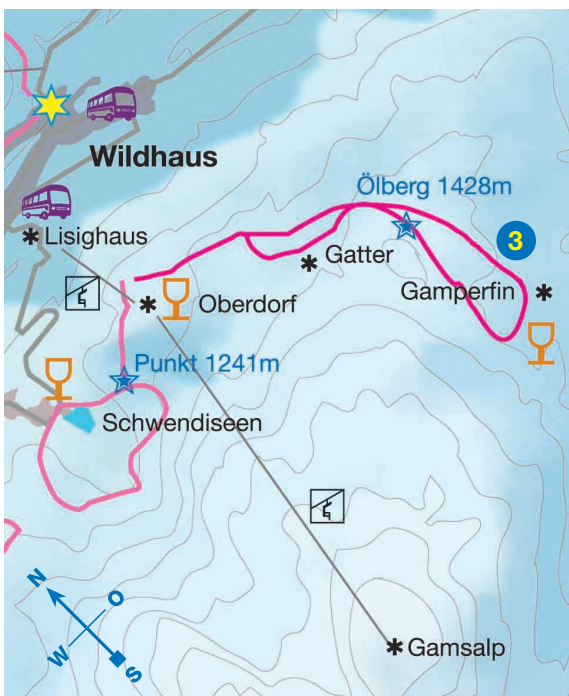 Wildhaus
Ölberg 1428m
3
Lisighaus
Gatter
Gamperfin
Oberdorf
Punkt 1241m
Schwendiseen
N
O
W
S
Gamsalp